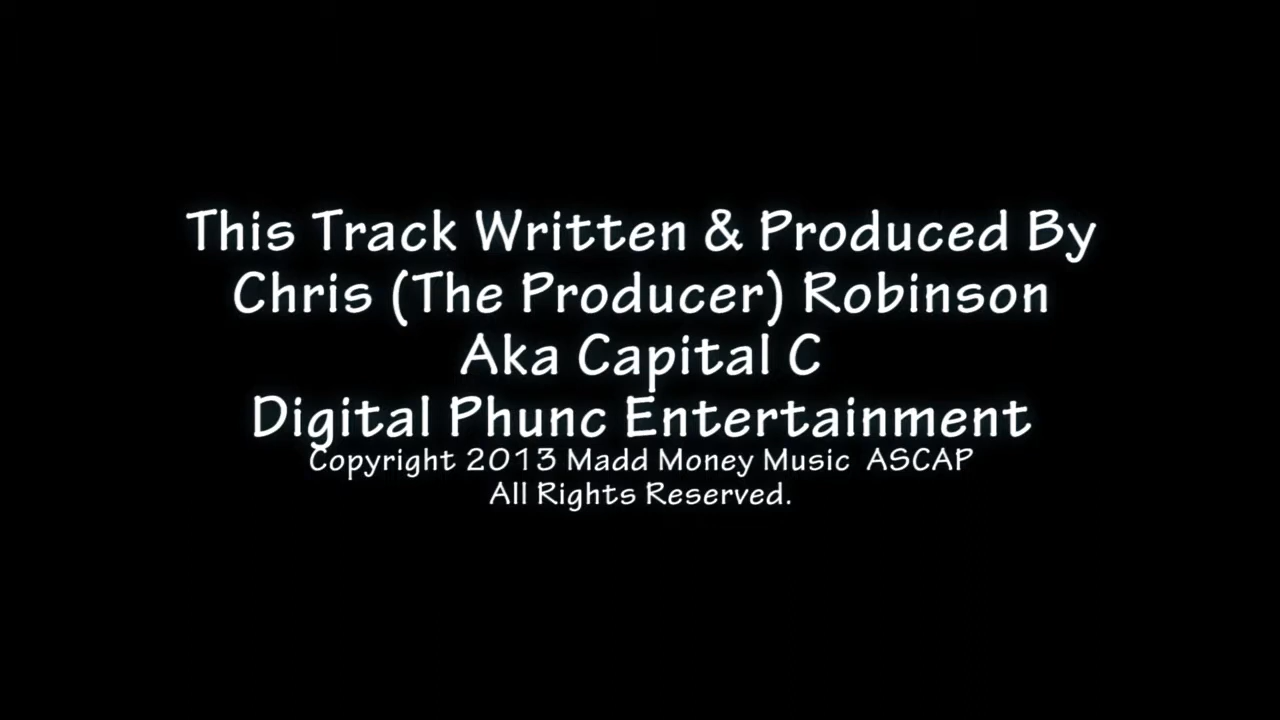 This Track Written & Produced By
Chris (The Producer) Robinson
Aka Capital C
Digital Phunc Entertainment
Copyright 2013 Madd Money Music  ASCAP
All Rights Reserved.